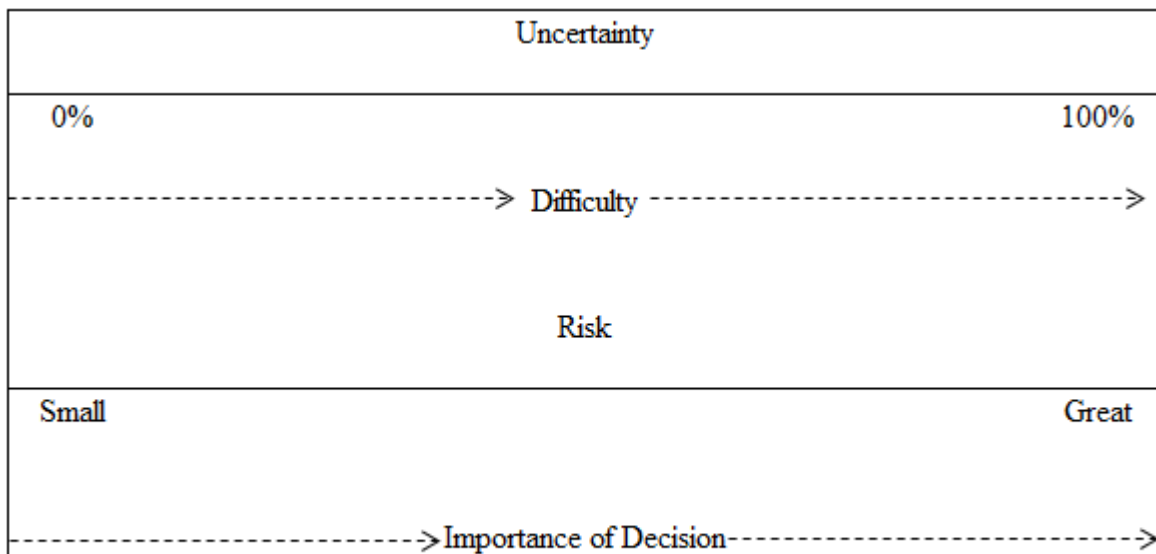 Uncertainty
0% 100%
Difficulty
Risk
Small Great
Importance of Decision